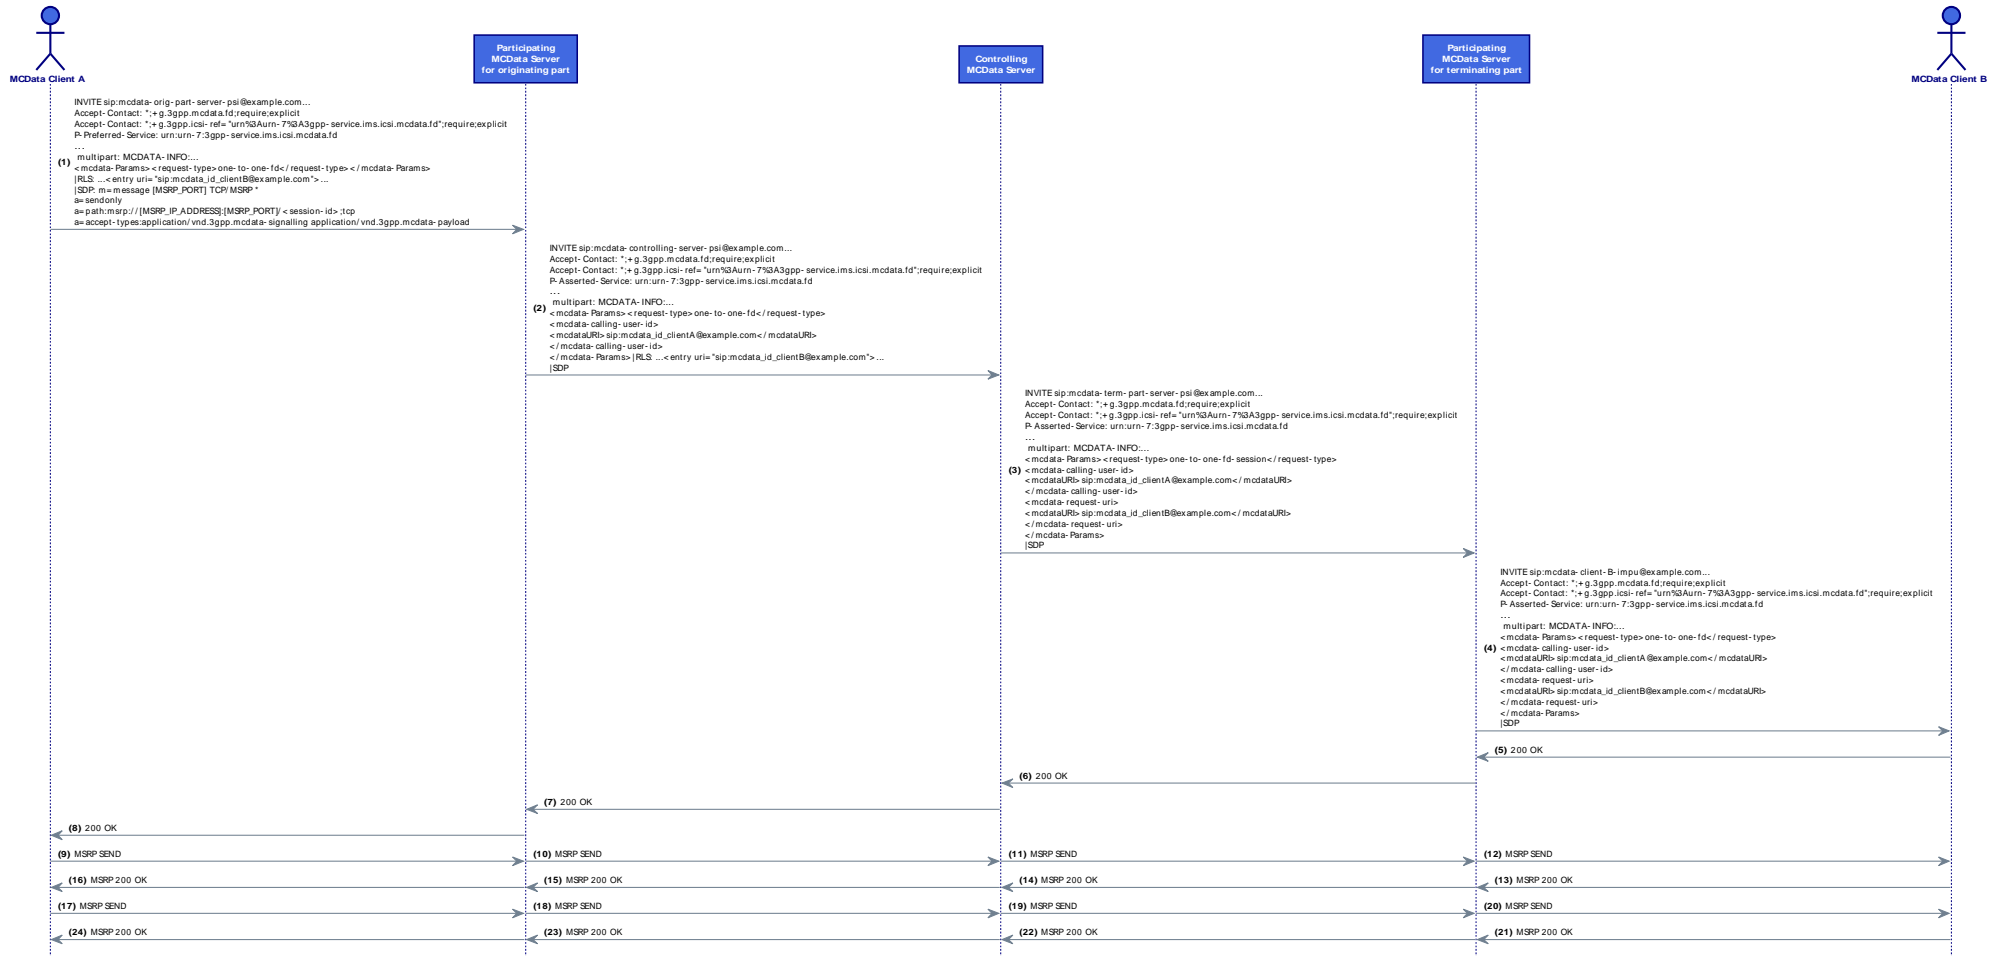 MCData Client A
Participating
MCData Server
for originating part
Controlling
MCData Server
Participating
MCData Server
for terminating part
MCData Client B
INVITE sip:mcdata-orig-part-server-psi@example.com...
Accept-Contact: *;+g.3gpp.mcdata.fd;require;explicit
Accept-Contact: *;+g.3gpp.icsi-ref="urn%3Aurn-7%3A3gpp-service.ims.icsi.mcdata.fd";require;explicit
P-Preferred-Service: urn:urn-7:3gpp-service.ims.icsi.mcdata.fd
...
multipart: MCDATA-INFO:...
(1) <mcdata-Params><request-type>one-to-one-fd</request-type></mcdata-Params>
|RLS: ...<entry uri="sip:mcdata_id_clientB@example.com">...
|SDP: m=message [MSRP_PORT] TCP/MSRP *
a=sendonly
a=path:msrp://[MSRP_IP_ADDRESS]:[MSRP_PORT]/<session-id>;tcp
a=accept-types:application/vnd.3gpp.mcdata-signalling application/vnd.3gpp.mcdata-payload
INVITE sip:mcdata-controlling-server-psi@example.com...
Accept-Contact: *;+g.3gpp.mcdata.fd;require;explicit
Accept-Contact: *;+g.3gpp.icsi-ref="urn%3Aurn-7%3A3gpp-service.ims.icsi.mcdata.fd";require;explicit
P-Asserted-Service: urn:urn-7:3gpp-service.ims.icsi.mcdata.fd
...
multipart: MCDATA-INFO:...
(2) <mcdata-Params><request-type>one-to-one-fd</request-type>
<mcdata-calling-user-id>
<mcdataURI>sip:mcdata_id_clientA@example.com</mcdataURI>
</mcdata-calling-user-id>
</mcdata-Params>|RLS: ...<entry uri="sip:mcdata_id_clientB@example.com">...
|SDP
INVITE sip:mcdata-term-part-server-psi@example.com...
Accept-Contact: *;+g.3gpp.mcdata.fd;require;explicit
Accept-Contact: *;+g.3gpp.icsi-ref="urn%3Aurn-7%3A3gpp-service.ims.icsi.mcdata.fd";require;explicit
P-Asserted-Service: urn:urn-7:3gpp-service.ims.icsi.mcdata.fd
...
multipart: MCDATA-INFO:...
<mcdata-Params><request-type>one-to-one-fd-session</request-type>
(3) <mcdata-calling-user-id>
<mcdataURI>sip:mcdata_id_clientA@example.com</mcdataURI>
</mcdata-calling-user-id>
<mcdata-request-uri>
<mcdataURI>sip:mcdata_id_clientB@example.com</mcdataURI>
</mcdata-request-uri>
</mcdata-Params>
|SDP
INVITE sip:mcdata-client-B-impu@example.com...
Accept-Contact: *;+g.3gpp.mcdata.fd;require;explicit
Accept-Contact: *;+g.3gpp.icsi-ref="urn%3Aurn-7%3A3gpp-service.ims.icsi.mcdata.fd";require;explicit
P-Asserted-Service: urn:urn-7:3gpp-service.ims.icsi.mcdata.fd
...
multipart: MCDATA-INFO:...
<mcdata-Params><request-type>one-to-one-fd</request-type>
(4) <mcdata-calling-user-id>
<mcdataURI>sip:mcdata_id_clientA@example.com</mcdataURI>
</mcdata-calling-user-id>
<mcdata-request-uri>
<mcdataURI>sip:mcdata_id_clientB@example.com</mcdataURI>
</mcdata-request-uri>
</mcdata-Params>
|SDP
(5) 200 OK
(6) 200 OK
(7) 200 OK
(8) 200 OK
(9) MSRP SEND
(10) MSRP SEND
(11) MSRP SEND
(12) MSRP SEND
(16) MSRP 200 OK
(15) MSRP 200 OK
(14) MSRP 200 OK
(13) MSRP 200 OK
(17) MSRP SEND
(18) MSRP SEND
(19) MSRP SEND
(20) MSRP SEND
(24) MSRP 200 OK
(23) MSRP 200 OK
(22) MSRP 200 OK
(21) MSRP 200 OK